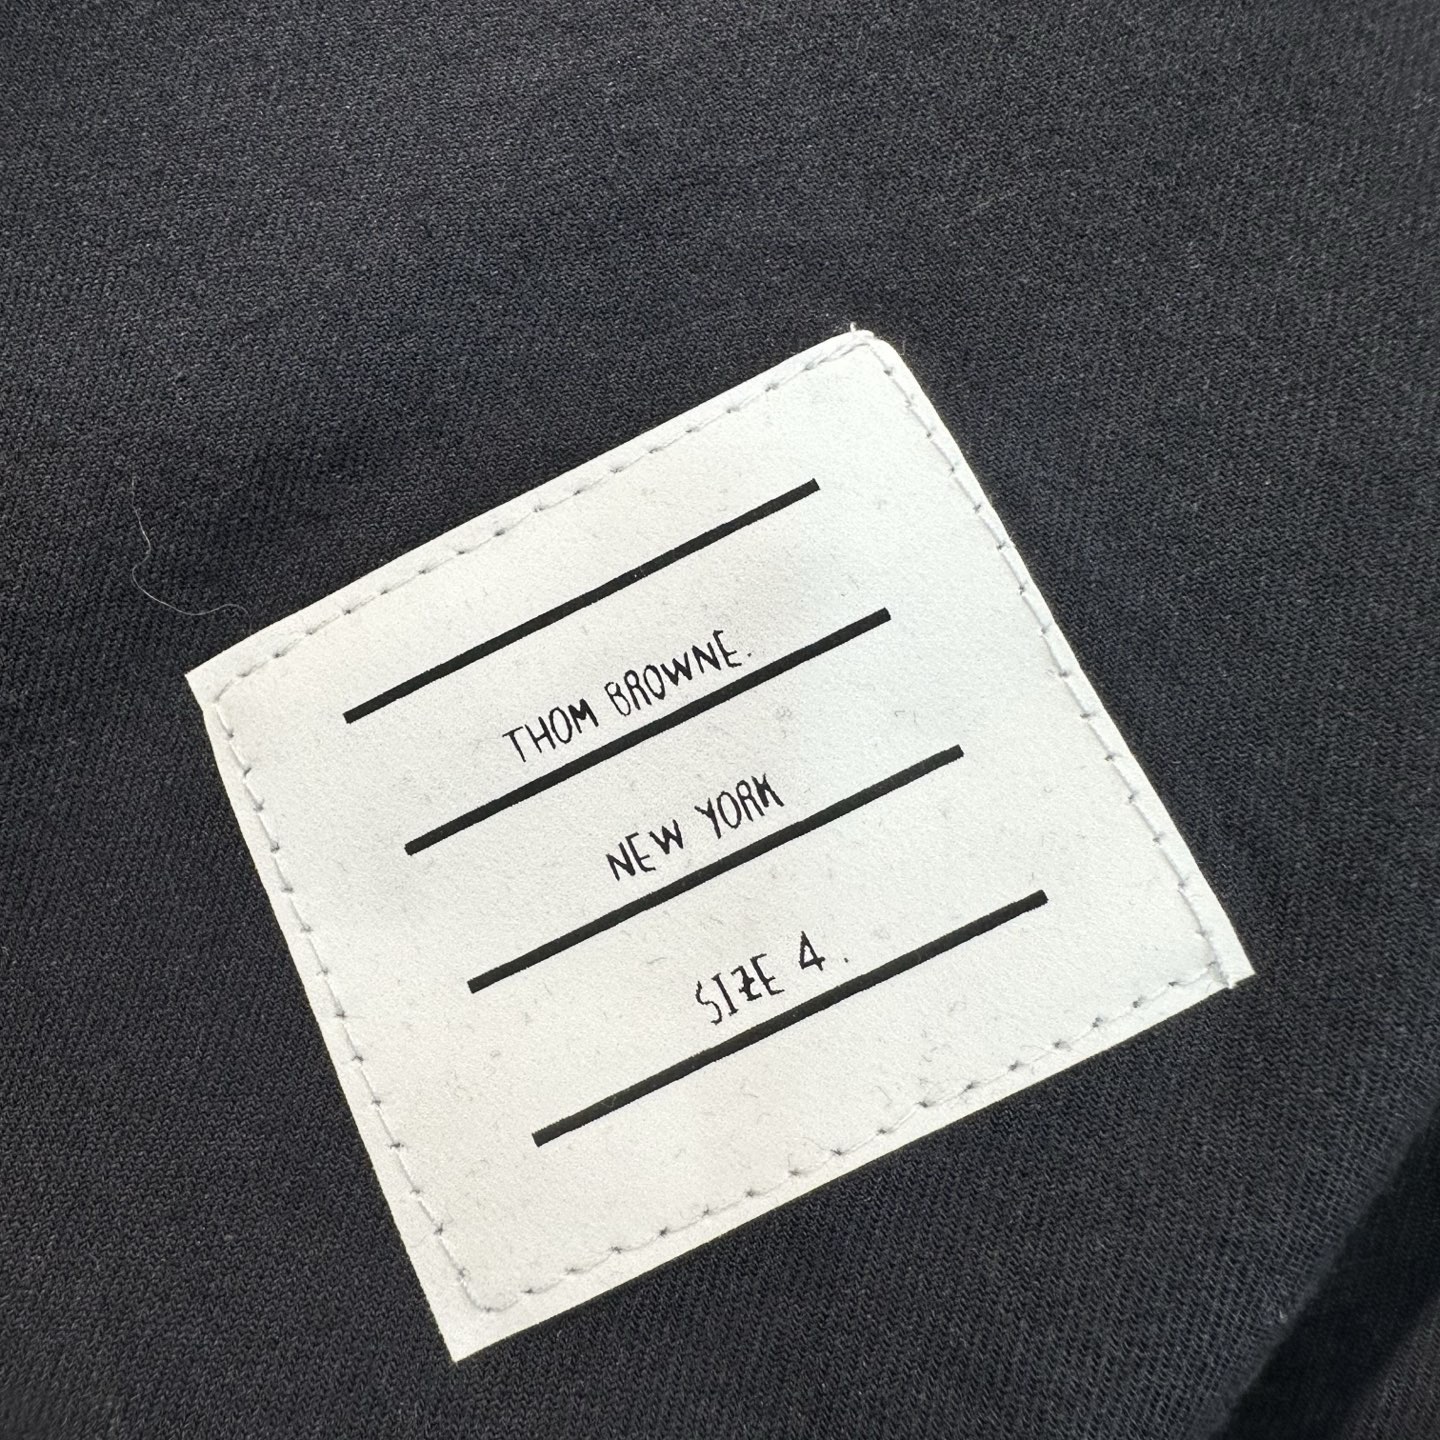 THOM BROWNE.
NEW YORK
SIZE 4.